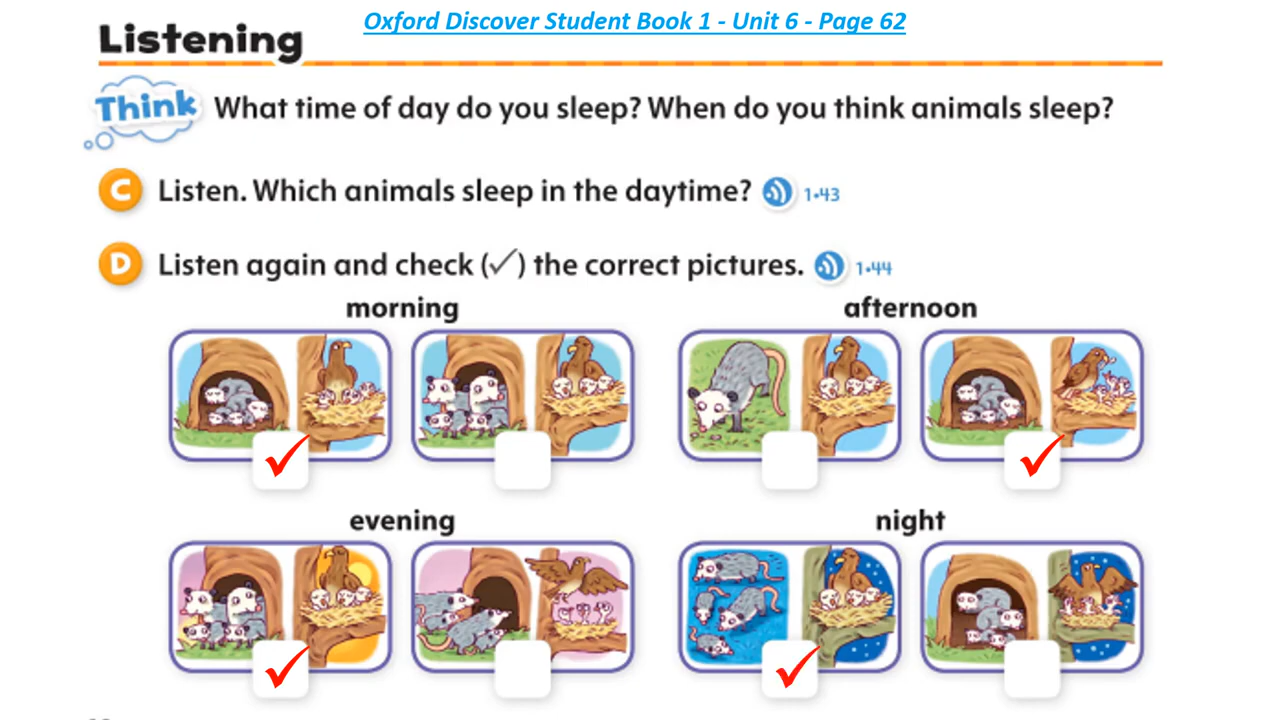 Oxford Discover Student Book 1 - Unit 6 - Page 62
Listening
Think What time of day do you sleep? When do you think animals sleep?
C Listen. Which animals sleep in the daytime? 1•43
D Listen again and check (✓) the correct pictures. 1•44
morning afternoon
evening night